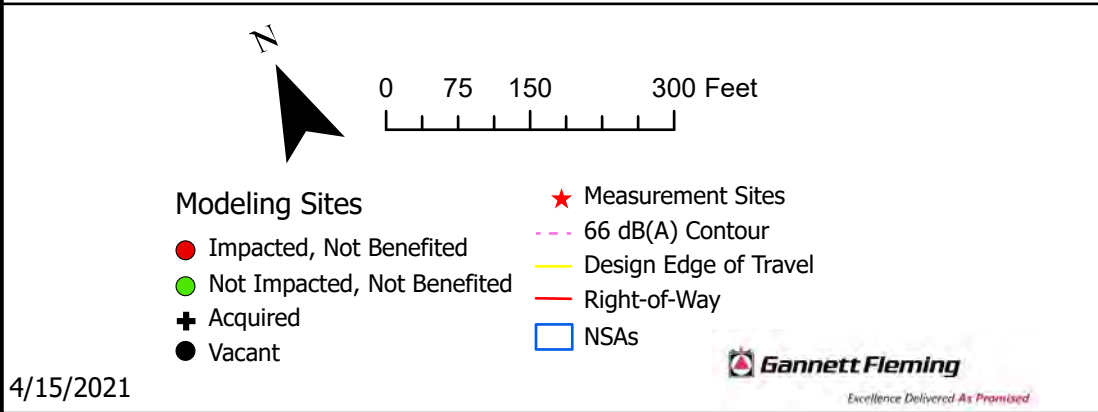 N
0 75 150 300 Feet
Modeling Sites
Impacted, Not Benefited
Not Impacted, Not Benefited
Acquired
Vacant
Measurement Sites
66 dB(A) Contour
Design Edge of Travel
Right-of-Way
NSAs
4/15/2021
Gannett Fleming
Excellence Delivered As Promised